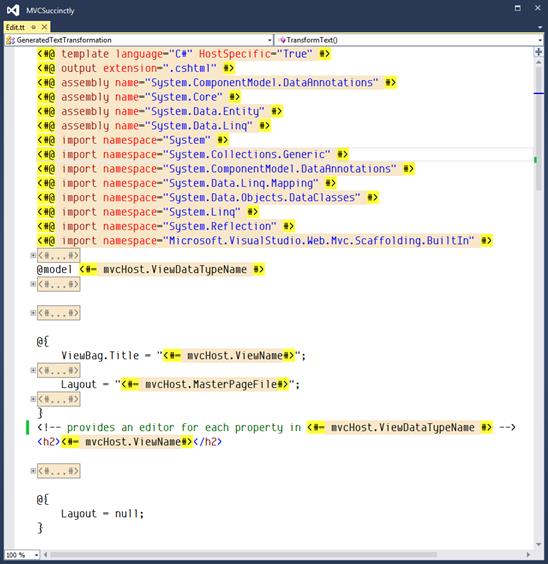 MVCSuccinctly
Edit.tt
GeneratedTextTransformation TransformText()
<#@ template language="C#" HostSpecific="True" #>
<#@ output extension=".cshtml" #>
<#@ assembly name="System.ComponentModel.DataAnnotations" #>
<#@ assembly name="System.Core" #>
<#@ assembly name="System.Data.Entity" #>
<#@ assembly name="System.Data.Linq" #>
<#@ import namespace="System" #>
<#@ import namespace="System.Collections.Generic" #>
<#@ import namespace="System.ComponentModel.DataAnnotations" #>
<#@ import namespace="System.Data.Linq.Mapping" #>
<#@ import namespace="System.Data.Objects.DataClasses" #>
<#@ import namespace="System.Linq" #>
<#@ import namespace="System.Reflection" #>
<#@ import namespace="Microsoft.VisualStudio.Web.Mvc.Scaffolding.BuiltIn" #>
<#...#>
@model <#= mvcHost.ViewDataTypeName #>
<#...#>
<#...#>
@{
ViewBag.Title = "<#= mvcHost.ViewName#>";
<#...#>
Layout = "<#= mvcHost.MasterPageFile#>";
<#...#>
}
<!-- provides an editor for each property in <#= mvcHost.ViewDataTypeName #> -->
<h2><#= mvcHost.ViewName#></h2>
<#...#>
@{
Layout = null;
}
100 %